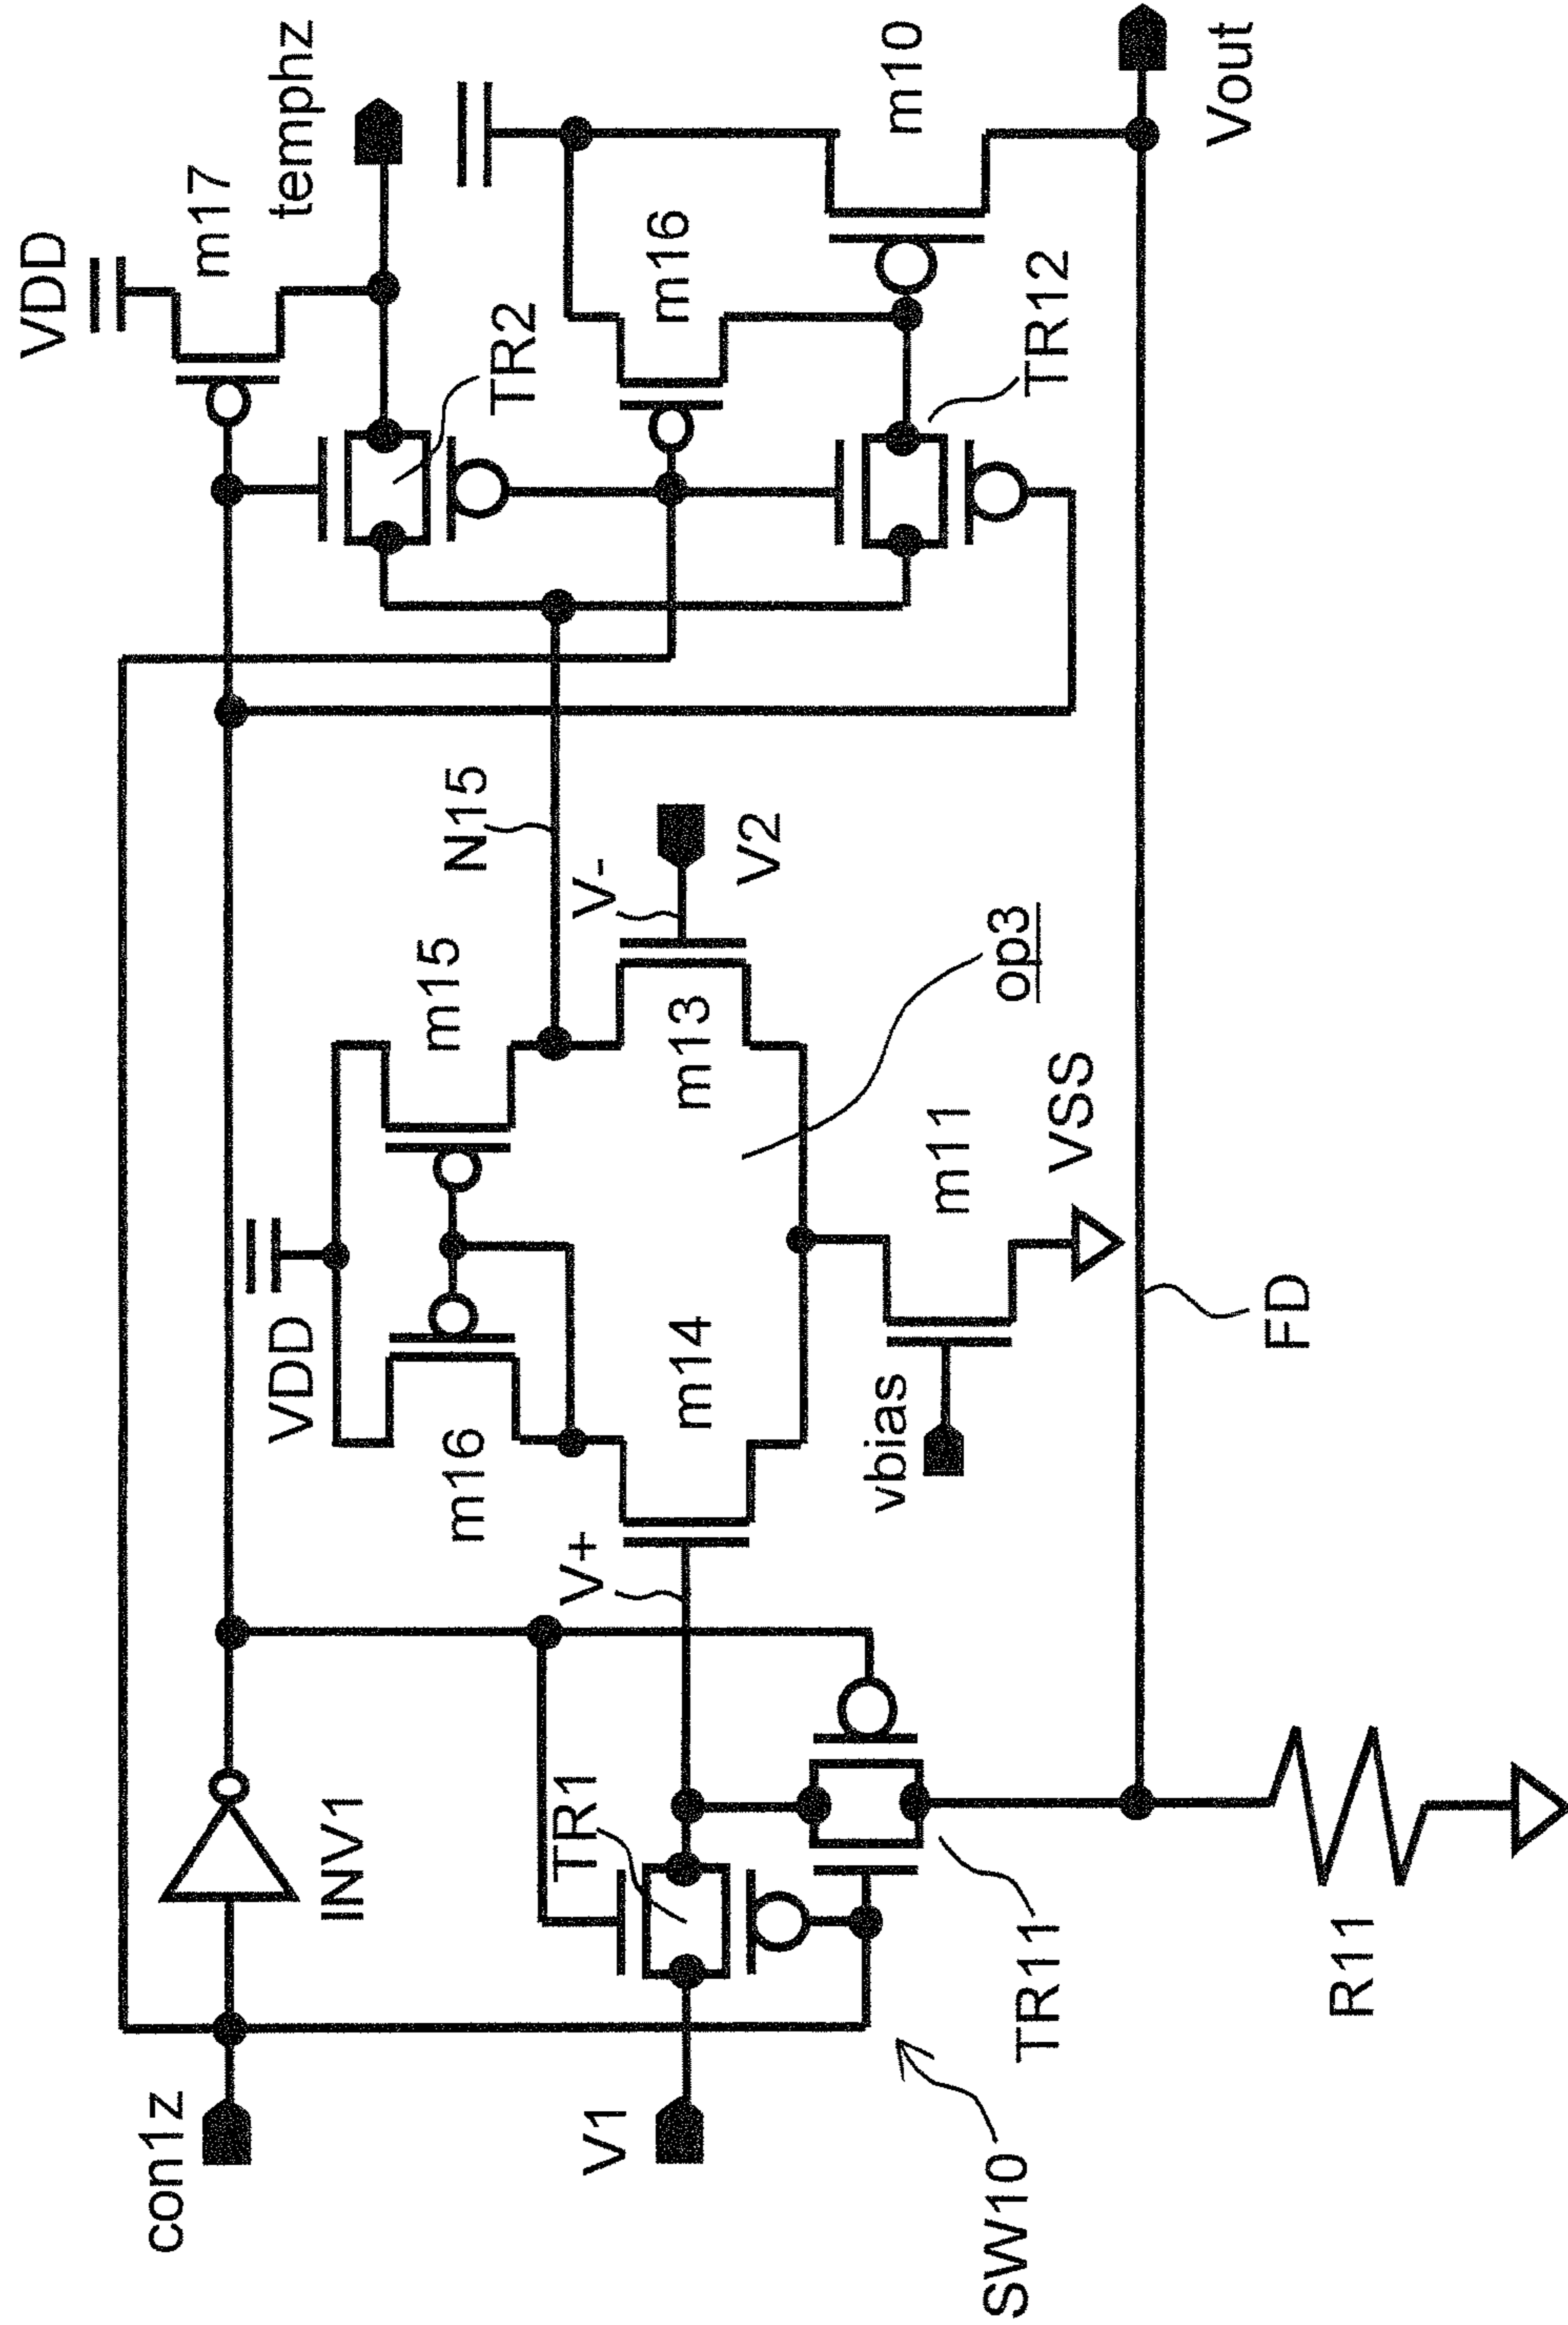 VDD
m17
temphz
TR2
m16
m10
TR12
Vout
N15
V-
V2
m15
m13
op3
VDD
m16
m14
m11
VSS
vbias
V+
FD
INV1
TR1
TR11
R11
con1z
V1
SW10